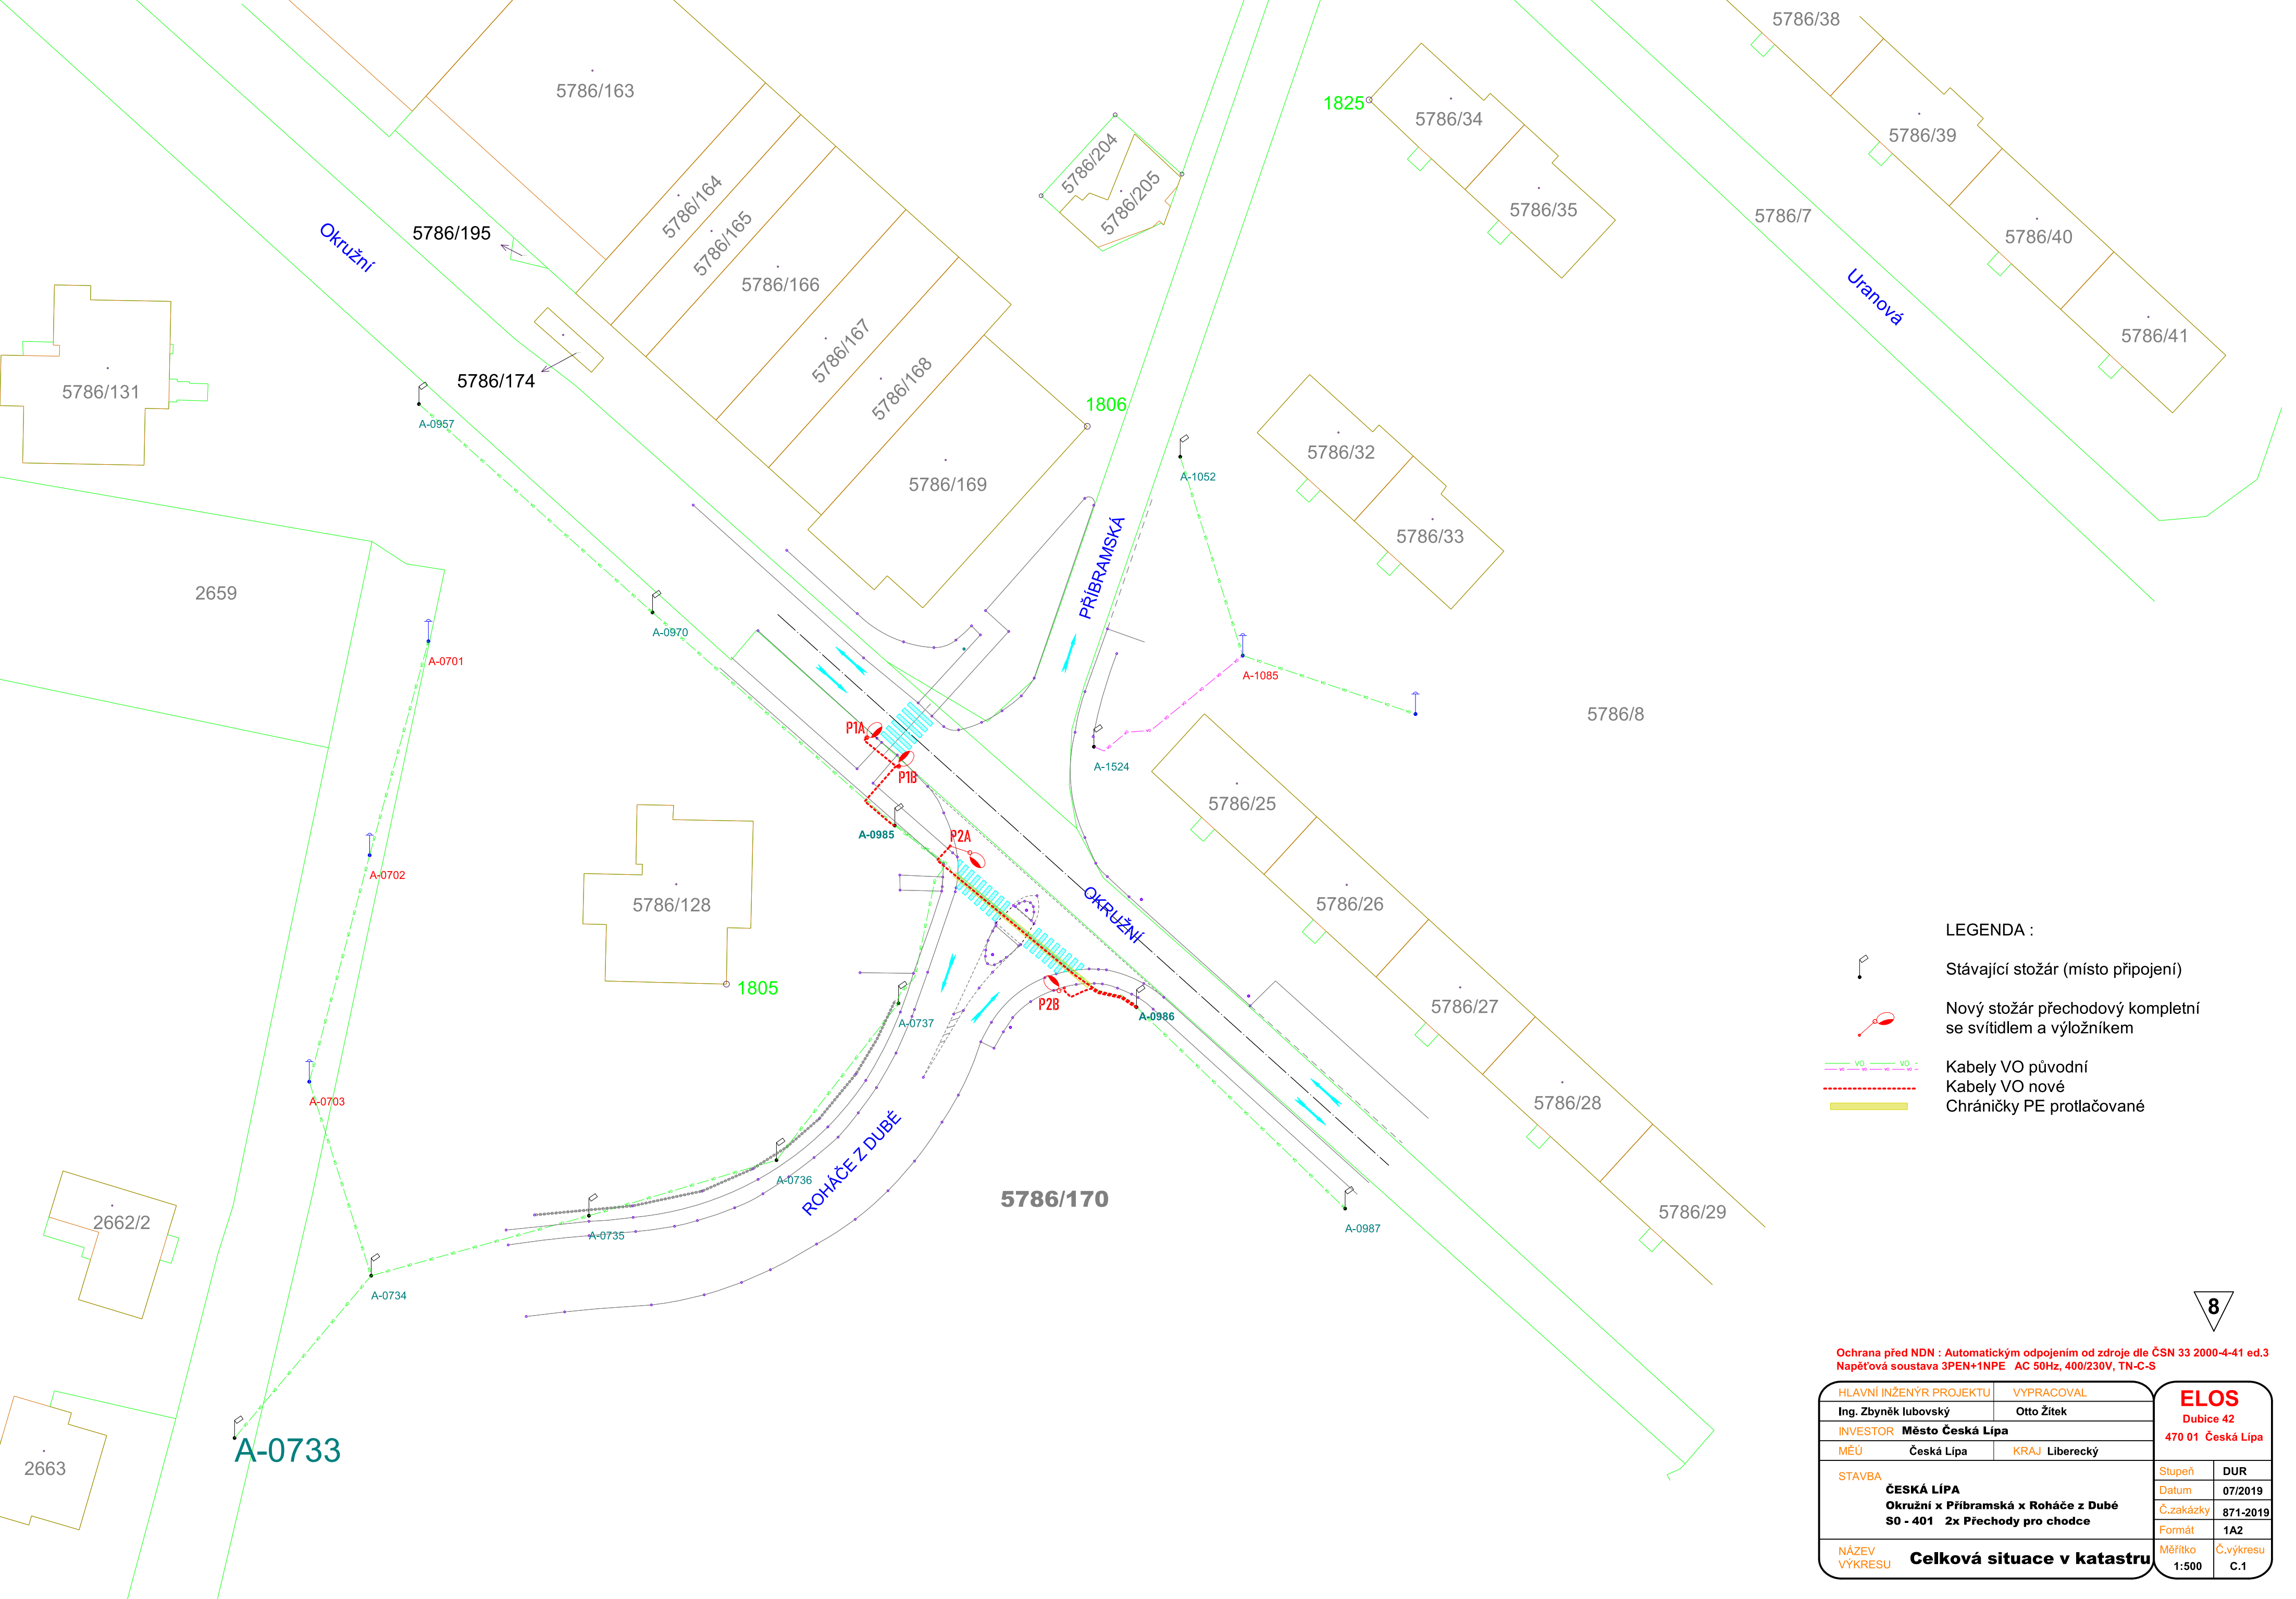 5786/38
5786/163
1825
5786/34
5786/39
5786/204
5786/205
5786/164
5786/35
5786/7
5786/195
Okružní
5786/165
5786/40
5786/166
Uranová
5786/41
5786/167
5786/174
5786/168
5786/131
1806
A-0957
5786/32
5786/169
A-1052
5786/33
PŘÍBRAMSKÁ
2659
A-0970
A-0701
A-1085
5786/8
P1A
A-1524
P1B
5786/25
A-0985
P2A
A-0702
5786/128
5786/26
OKRUŽNÍ
LEGENDA :
Stávající stožár (místo připojení)
1805
P2B
5786/27
Nový stožár přechodový kompletní
se svítidlem a výložníkem
A-0737
A-0986
VO VO
Kabely VO původní
Kabely VO nové
Chráničky PE protlačované
A-0703
5786/28
ROHÁČE Z DUBÉ
A-0736
5786/170
2662/2
A-0735
A-0987
5786/29
A-0734
8
Ochrana před NDN : Automatickým odpojením od zdroje dle ČSN 33 2000-4-41 ed.3
Napěťová soustava 3PEN+1NPE AC 50Hz, 400/230V, TN-C-S
A-0733
2663
HLAVNÍ INŽENÝR PROJEKTU VYPRACOVAL
Ing. Zbyněk lubovský Otto Žítek
INVESTOR Město Česká Lípa
MĚÚ Česká Lípa KRAJ Liberecký
STAVBA
ČESKÁ LÍPA
Okružní x Příbramská x Roháče z Dubé
S0 - 401 2x Přechody pro chodce
NÁZEV
VÝKRESU
Celková situace v katastru
ELOS
Dubice 42
470 01 Česká Lípa
Stupeň DUR
Datum 07/2019
Č.zakázky 871-2019
Formát 1A2
Měřítko Č.výkresu
1:500 C.1